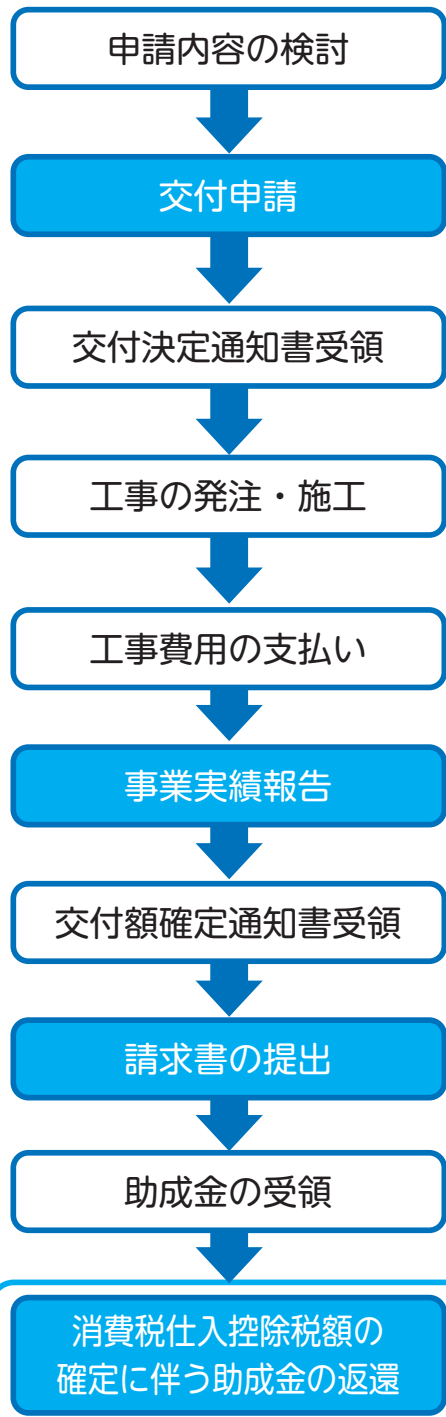 申請内容の検討
交付申請
交付決定通知書受領
工事の発注・施工
工事費用の支払い
事業実績報告
交付額確定通知書受領
請求書の提出
助成金の受領
消費税仕入控除税額の
確定に伴う助成金の返還